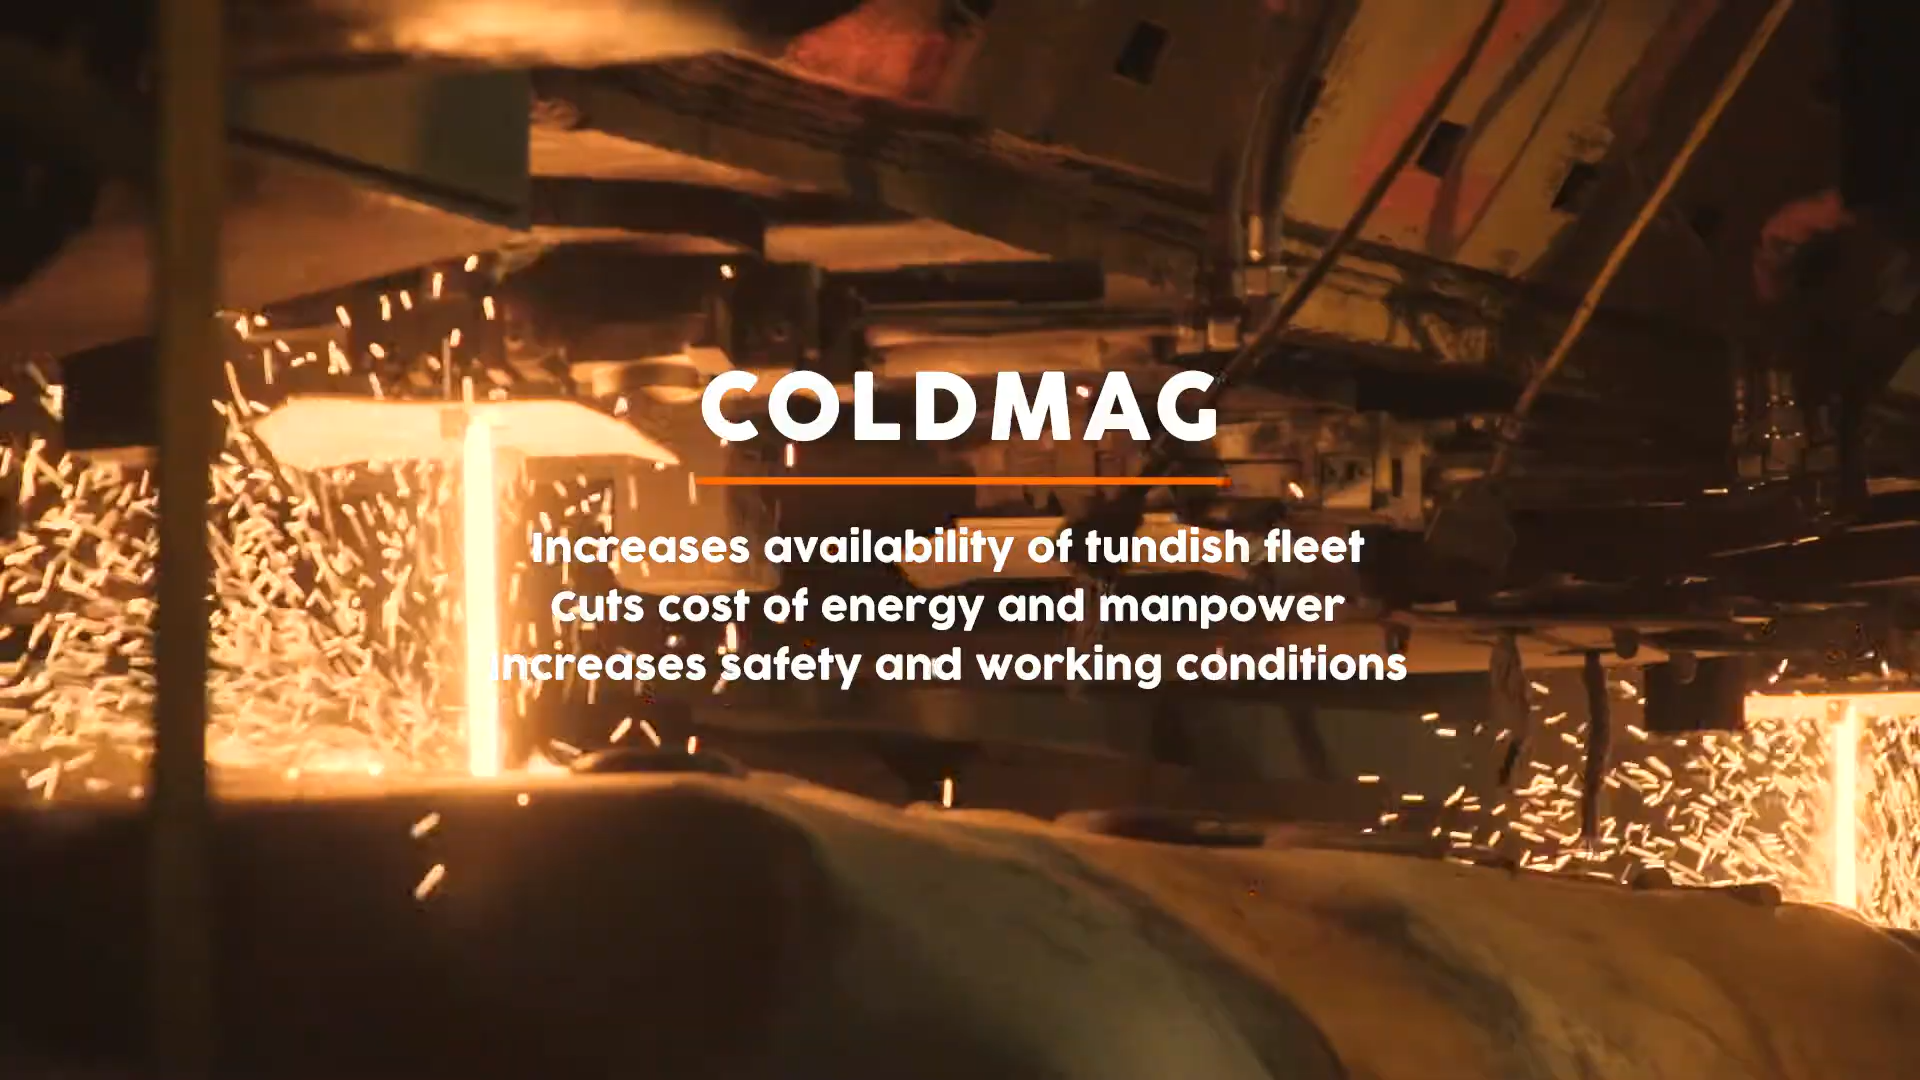 COLDMAG
Increases availability of tundish fleet
Cuts cost of energy and manpower
Increases safety and working conditions